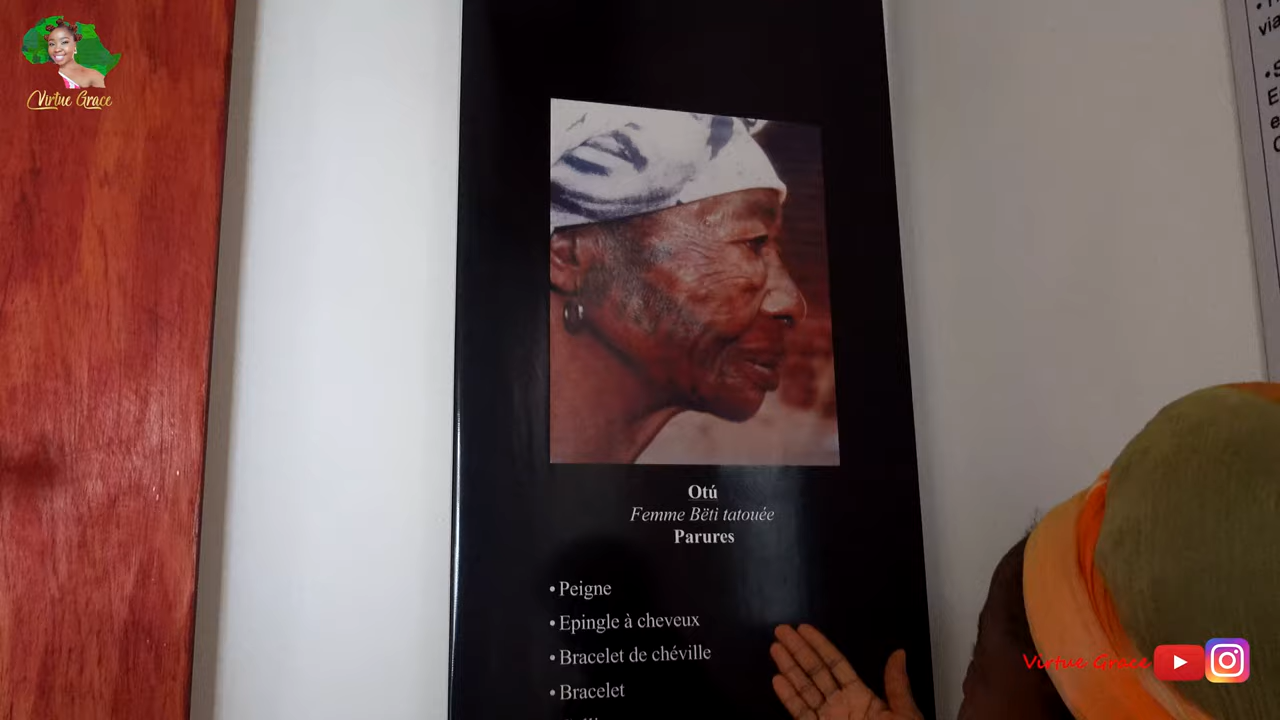 Virtue Grace
Otú
Femme Bëti tatouée
Parures
• Peigne
• Epingle à cheveux
• Bracelet de chéville
• Bracelet
Virtue Grace